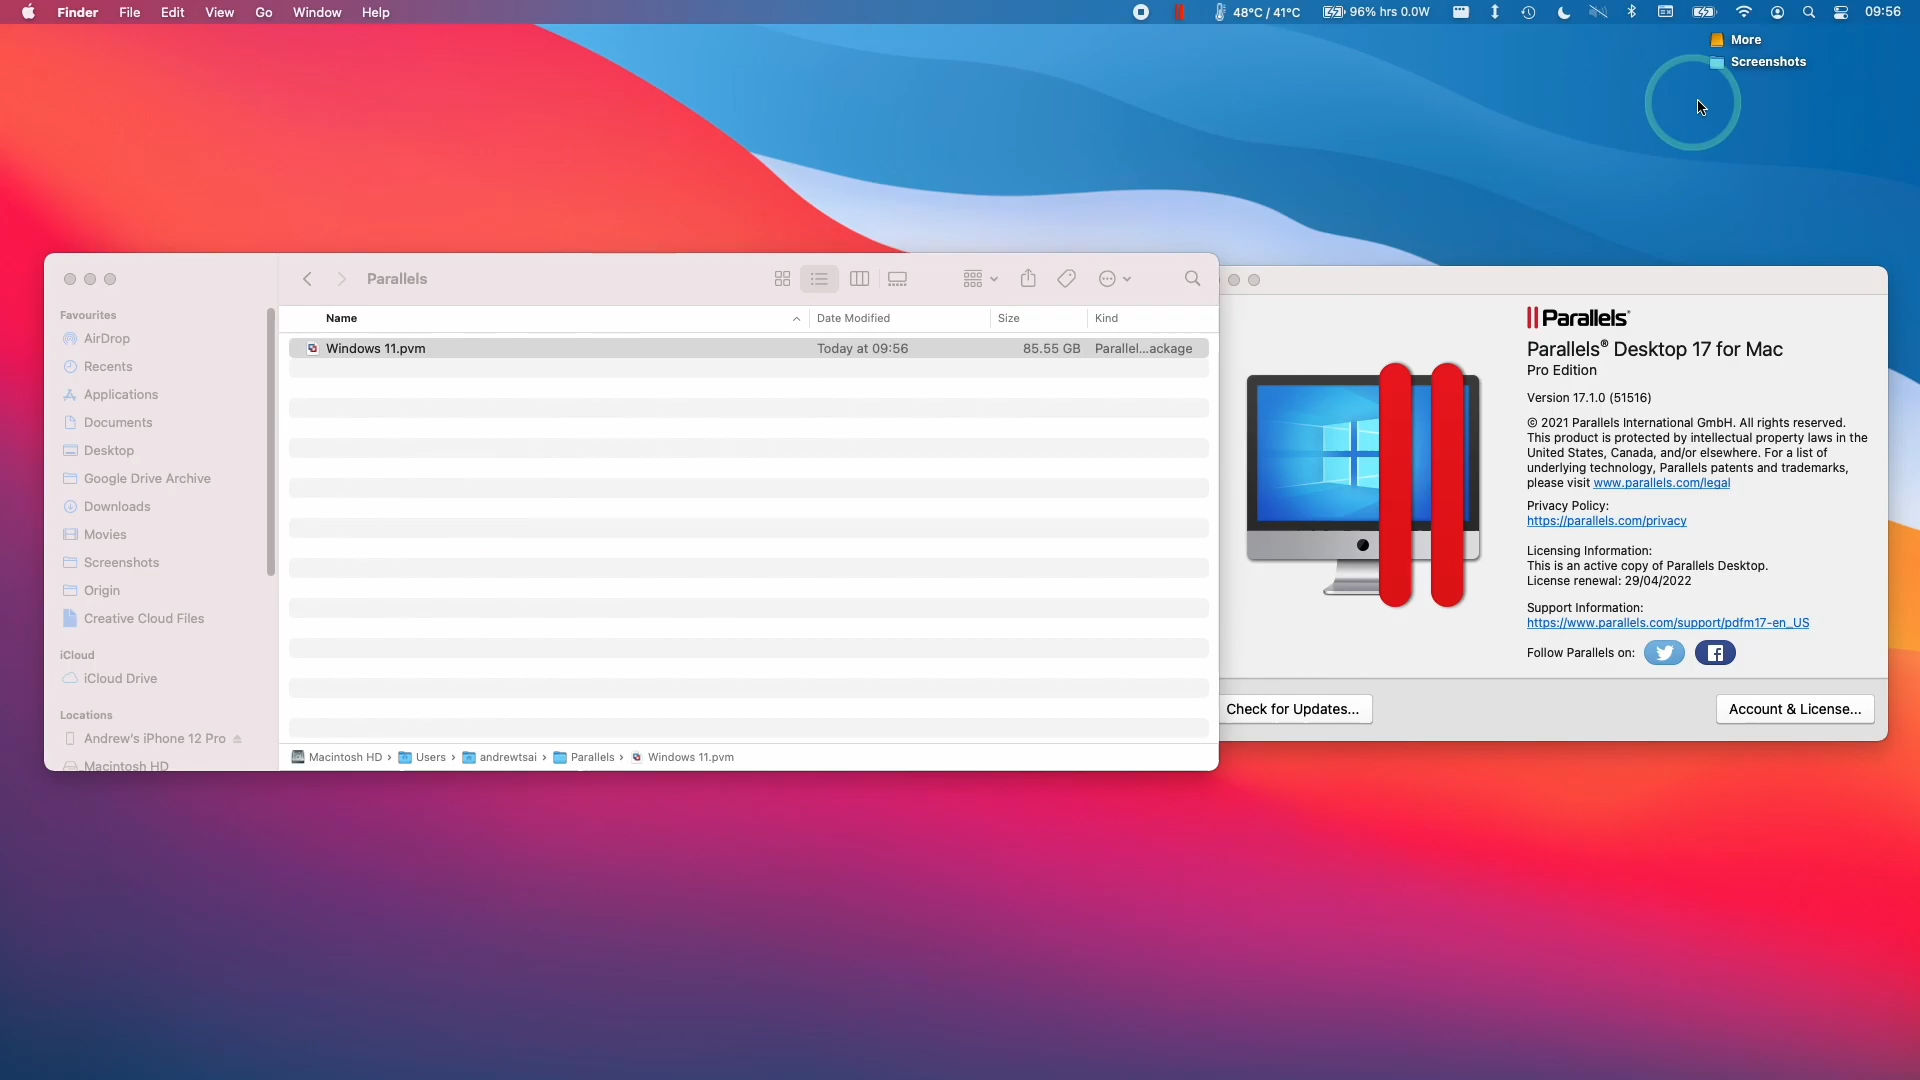 Finder File Edit View Go Window Help
48°C / 41°C 96% hrs 0.0W 09:56
More
Screenshots
Parallels
Favourites
AirDrop
Recents
Applications
Documents
Desktop
Google Drive Archive
Downloads
Movies
Screenshots
Origin
Creative Cloud Files
iCloud
iCloud Drive
Locations
Andrew's iPhone 12 Pro
Macintosh HD
Name Date Modified Size Kind
Windows 11.pvm Today at 09:56 85.55 GB Parallel...ackage
Macintosh HD › Users › andrewtsai › Parallels › Windows 11.pvm
Parallels®
Parallels® Desktop 17 for Mac
Pro Edition
Version 17.1.0 (51516)
© 2021 Parallels International GmbH. All rights reserved.
This product is protected by intellectual property laws in the
United States, Canada, and/or elsewhere. For a list of
underlying technology, Parallels patents and trademarks,
please visit www.parallels.com/legal
Privacy Policy:
https://parallels.com/privacy
Licensing Information:
This is an active copy of Parallels Desktop.
License renewal: 29/04/2022
Support Information:
https://www.parallels.com/support/pdfm17-en_US
Follow Parallels on:
Check for Updates... Account & License...